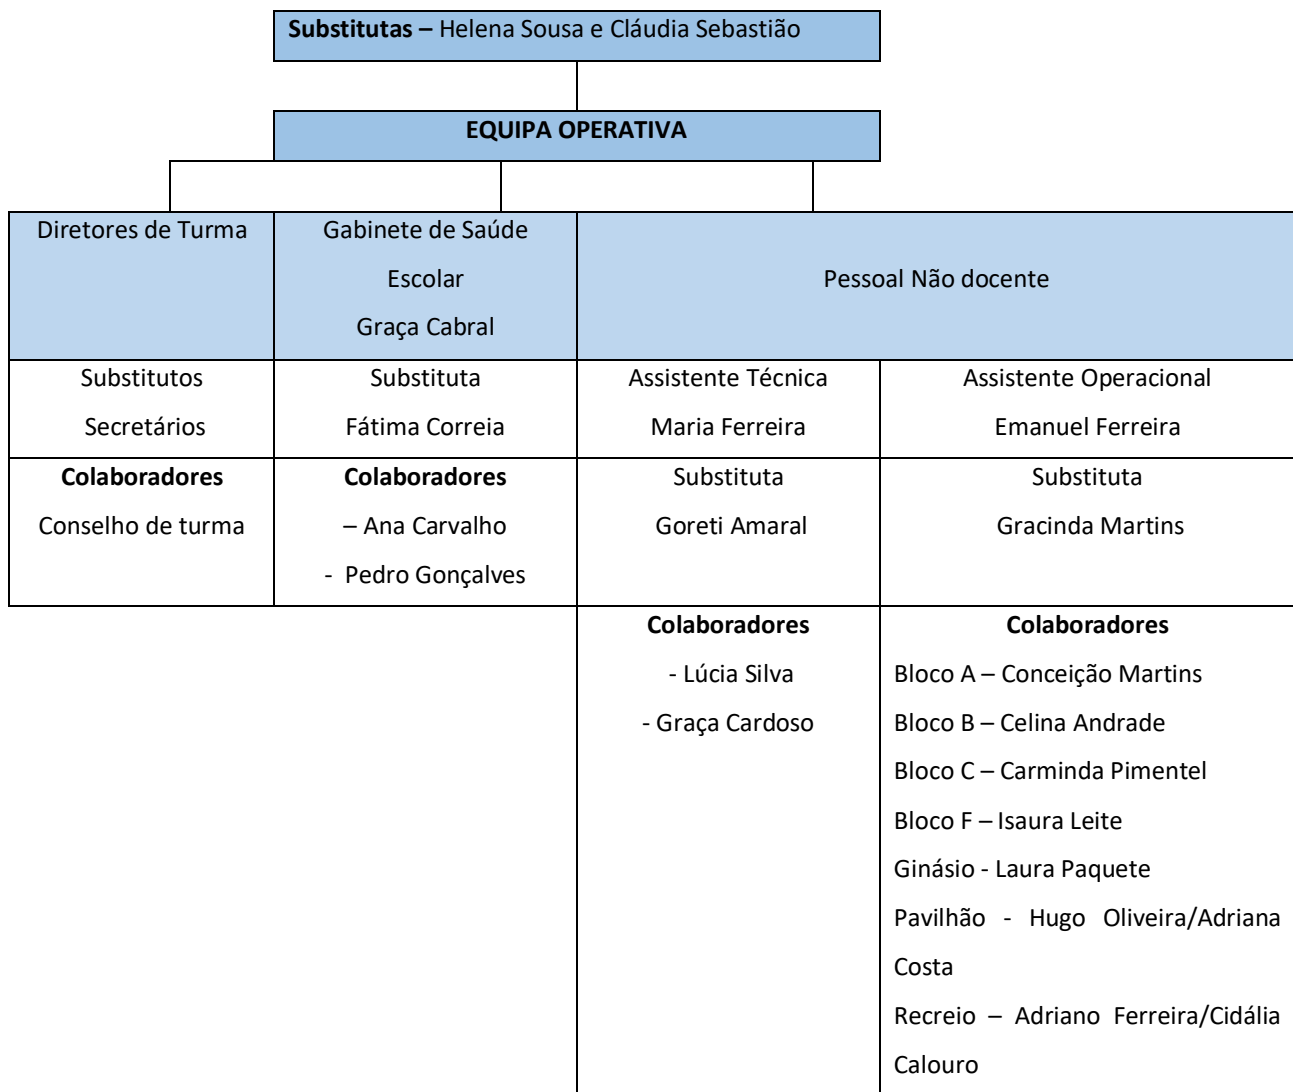 Substitutas – Helena Sousa e Cláudia Sebastião
EQUIPA OPERATIVA
Diretores de Turma
Gabinete de Saúde
Escolar
Graça Cabral
Pessoal Não docente
Substitutos
Secretários
Substituta
Fátima Correia
Assistente Técnica
Maria Ferreira
Assistente Operacional
Emanuel Ferreira
Colaboradores
Conselho de turma
Colaboradores
– Ana Carvalho
- Pedro Gonçalves
Substituta
Goreti Amaral
Substituta
Gracinda Martins
Colaboradores
- Lúcia Silva
- Graça Cardoso
Colaboradores
Bloco A – Conceição Martins
Bloco B – Celina Andrade
Bloco C – Carminda Pimentel
Bloco F – Isaura Leite
Ginásio - Laura Paquete
Pavilhão - Hugo Oliveira/Adriana
Costa
Recreio – Adriano Ferreira/Cidália
Calouro